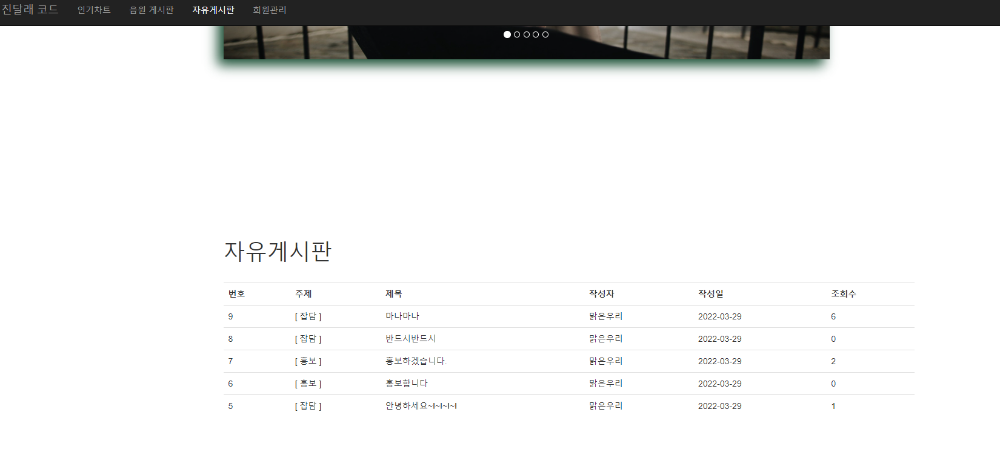 진달래 코드 인기차트 음원 게시판 자유게시판 회원관리
자유게시판
번호 주제 제목 작성자 작성일 조회수
9 [ 잡담 ] 마나마나 맑은우리 2022-03-29 6
8 [ 잡담 ] 반드시반드시 맑은우리 2022-03-29 0
7 [ 홍보 ] 홍보하겠습니다. 맑은우리 2022-03-29 2
6 [ 홍보 ] 홍보합니다 맑은우리 2022-03-29 0
5 [ 잡담 ] 안녕하세요~!~!~!~! 맑은우리 2022-03-29 1